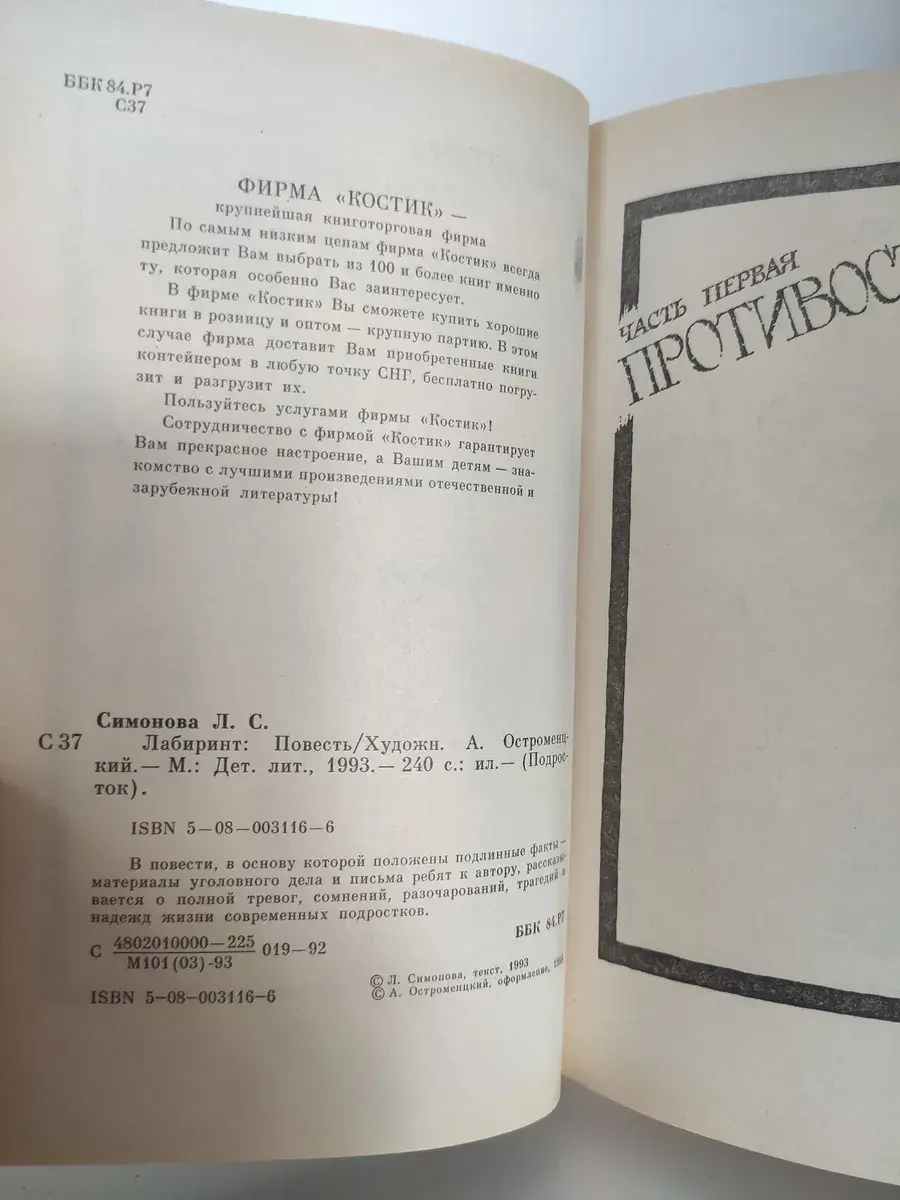 ББК 84.Р7
С37
ФИРМА «КОСТИК» —
крупнейшая книготорговая фирма
По самым низким ценам фирма «Костик» всегда
предложит Вам выбрать из 100 и более книг именно
ту, которая особенно Вас заинтересует.
В фирме «Костик» Вы сможете купить хорошие
книги в розницу и оптом — крупную партию. В этом
случае фирма доставит Вам приобретенные книги
контейнером в любую точку СНГ, бесплатно погру-
зит и разгрузит их.
Пользуйтесь услугами фирмы «Костик»!
Сотрудничество с фирмой «Костик» гарантирует
Вам прекрасное настроение, а Вашим детям — зна-
комство с лучшими произведениями отечественной и
зарубежной литературы!
Симонова Л. С.
С 37 Лабиринт: Повесть/Художн. А. Остроменц-
кий.— М.: Дет. лит., 1993.— 240 с.: ил.— (Подрос-
ток).
ISBN 5—08—003116—6
В повести, в основу которой положены подлинные факты —
материалы уголовного дела и письма ребят к автору, рассказы-
вается о полной тревог, сомнений, разочарований, трагедий и
надежд жизни современных подростков.
С 4802010000—225 019—92
М101(03)-93
ББК 84.Р7
ISBN 5—08—003116—6
© Л. Симонова, текст, 1993
© А. Остроменцкий, оформление,
ЧАСТЬ ПЕРВАЯ
ПРОТИВОСТ